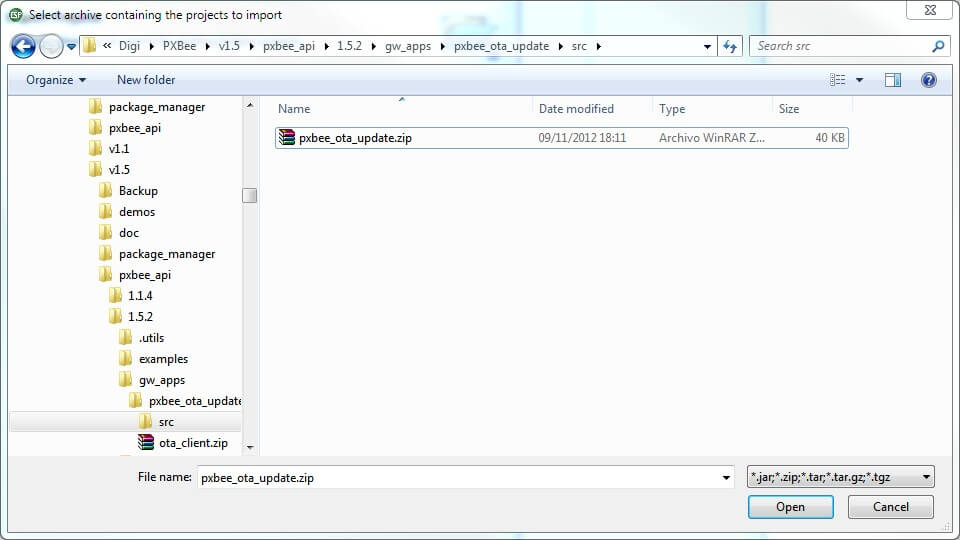 ESP Select archive containing the projects to import
« Digi PXBee v1.5 pxbee_api 1.5.2 gw_apps pxbee_ota_update src Search src
Organize New folder
package_manager
pxbee_api
v1.1
v1.5
Backup
demos
doc
package_manager
pxbee_api
1.1.4
1.5.2
.utils
examples
gw_apps
pxbee_ota_update
src
ota_client.zip
Name Date modified Type Size
pxbee_ota_update.zip 09/11/2012 18:11 Archivo WinRAR Z... 40 KB
File name: pxbee_ota_update.zip *.jar;*.zip;*.tar;*.tar.gz;*.tgz
Open Cancel